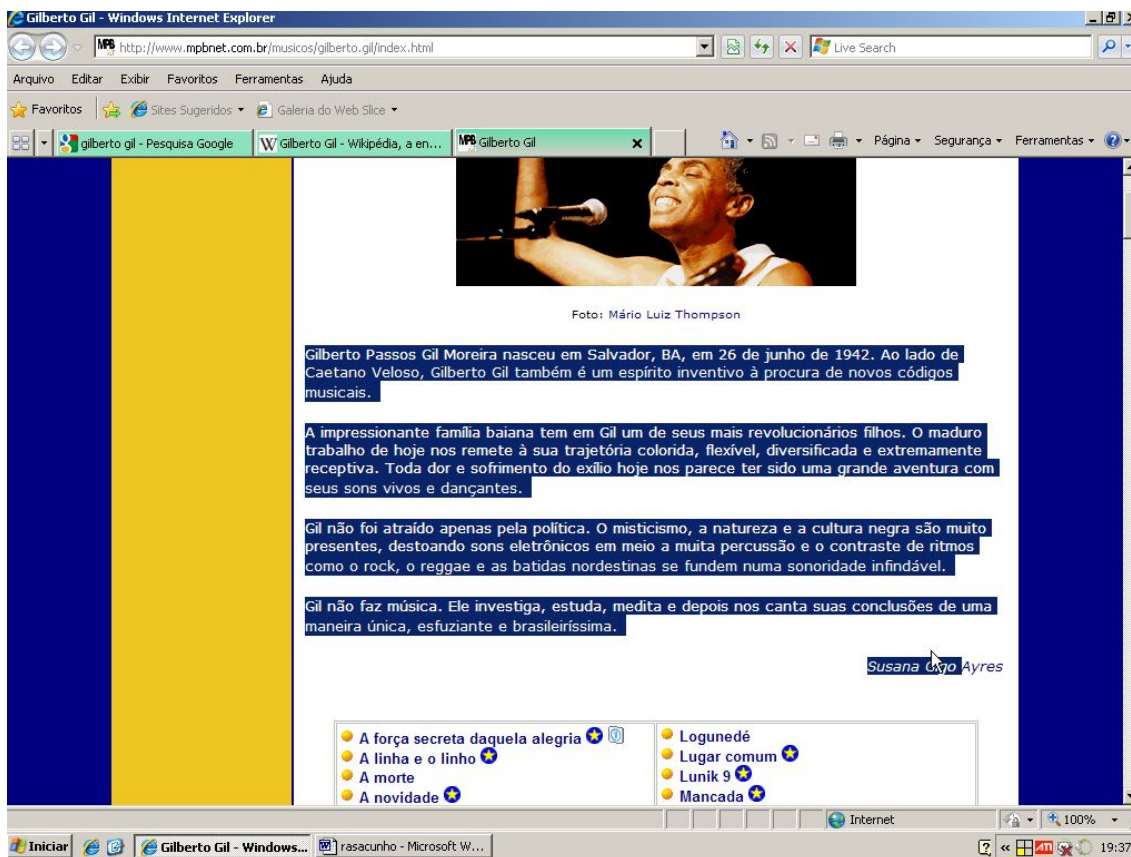 Gilberto Gil - Windows Internet Explorer
http://www.mpbnet.com.br/musicos/gilberto.gil/index.html
Live Search
Arquivo Editar Exibir Favoritos Ferramentas Ajuda
Favoritos Sites Sugeridos Galeria do Web Slice
gilberto gil - Pesquisa Google W Gilberto Gil - Wikipédia, a en... MPB Gilberto Gil Página Segurança Ferramentas
Foto: Mário Luiz Thompson
Gilberto Passos Gil Moreira nasceu em Salvador, BA, em 26 de junho de 1942. Ao lado de
Caetano Veloso, Gilberto Gil também é um espírito inventivo à procura de novos códigos
musicais.
A impressionante família baiana tem em Gil um de seus mais revolucionários filhos. O maduro
trabalho de hoje nos remete à sua trajetória colorida, flexível, diversificada e extremamente
receptiva. Toda dor e sofrimento do exílio hoje nos parece ter sido uma grande aventura com
seus sons vivos e dançantes.
Gil não foi atraído apenas pela política. O misticismo, a natureza e a cultura negra são muito
presentes, destoando sons eletrônicos em meio a muita percussão e o contraste de ritmos
como o rock, o reggae e as batidas nordestinas se fundem numa sonoridade infindável.
Gil não faz música. Ele investiga, estuda, medita e depois nos canta suas conclusões de uma
maneira única, esfuziante e brasileiríssima.
Susana Ayres
A força secreta daquela alegria
A linha e o linho
A morte
A novidade
Logunedé
Lugar comum
Lunik 9
Mancada
Internet 100%
Iniciar Gilberto Gil - Windows... rasacunho - Microsoft W... ATI 19:37